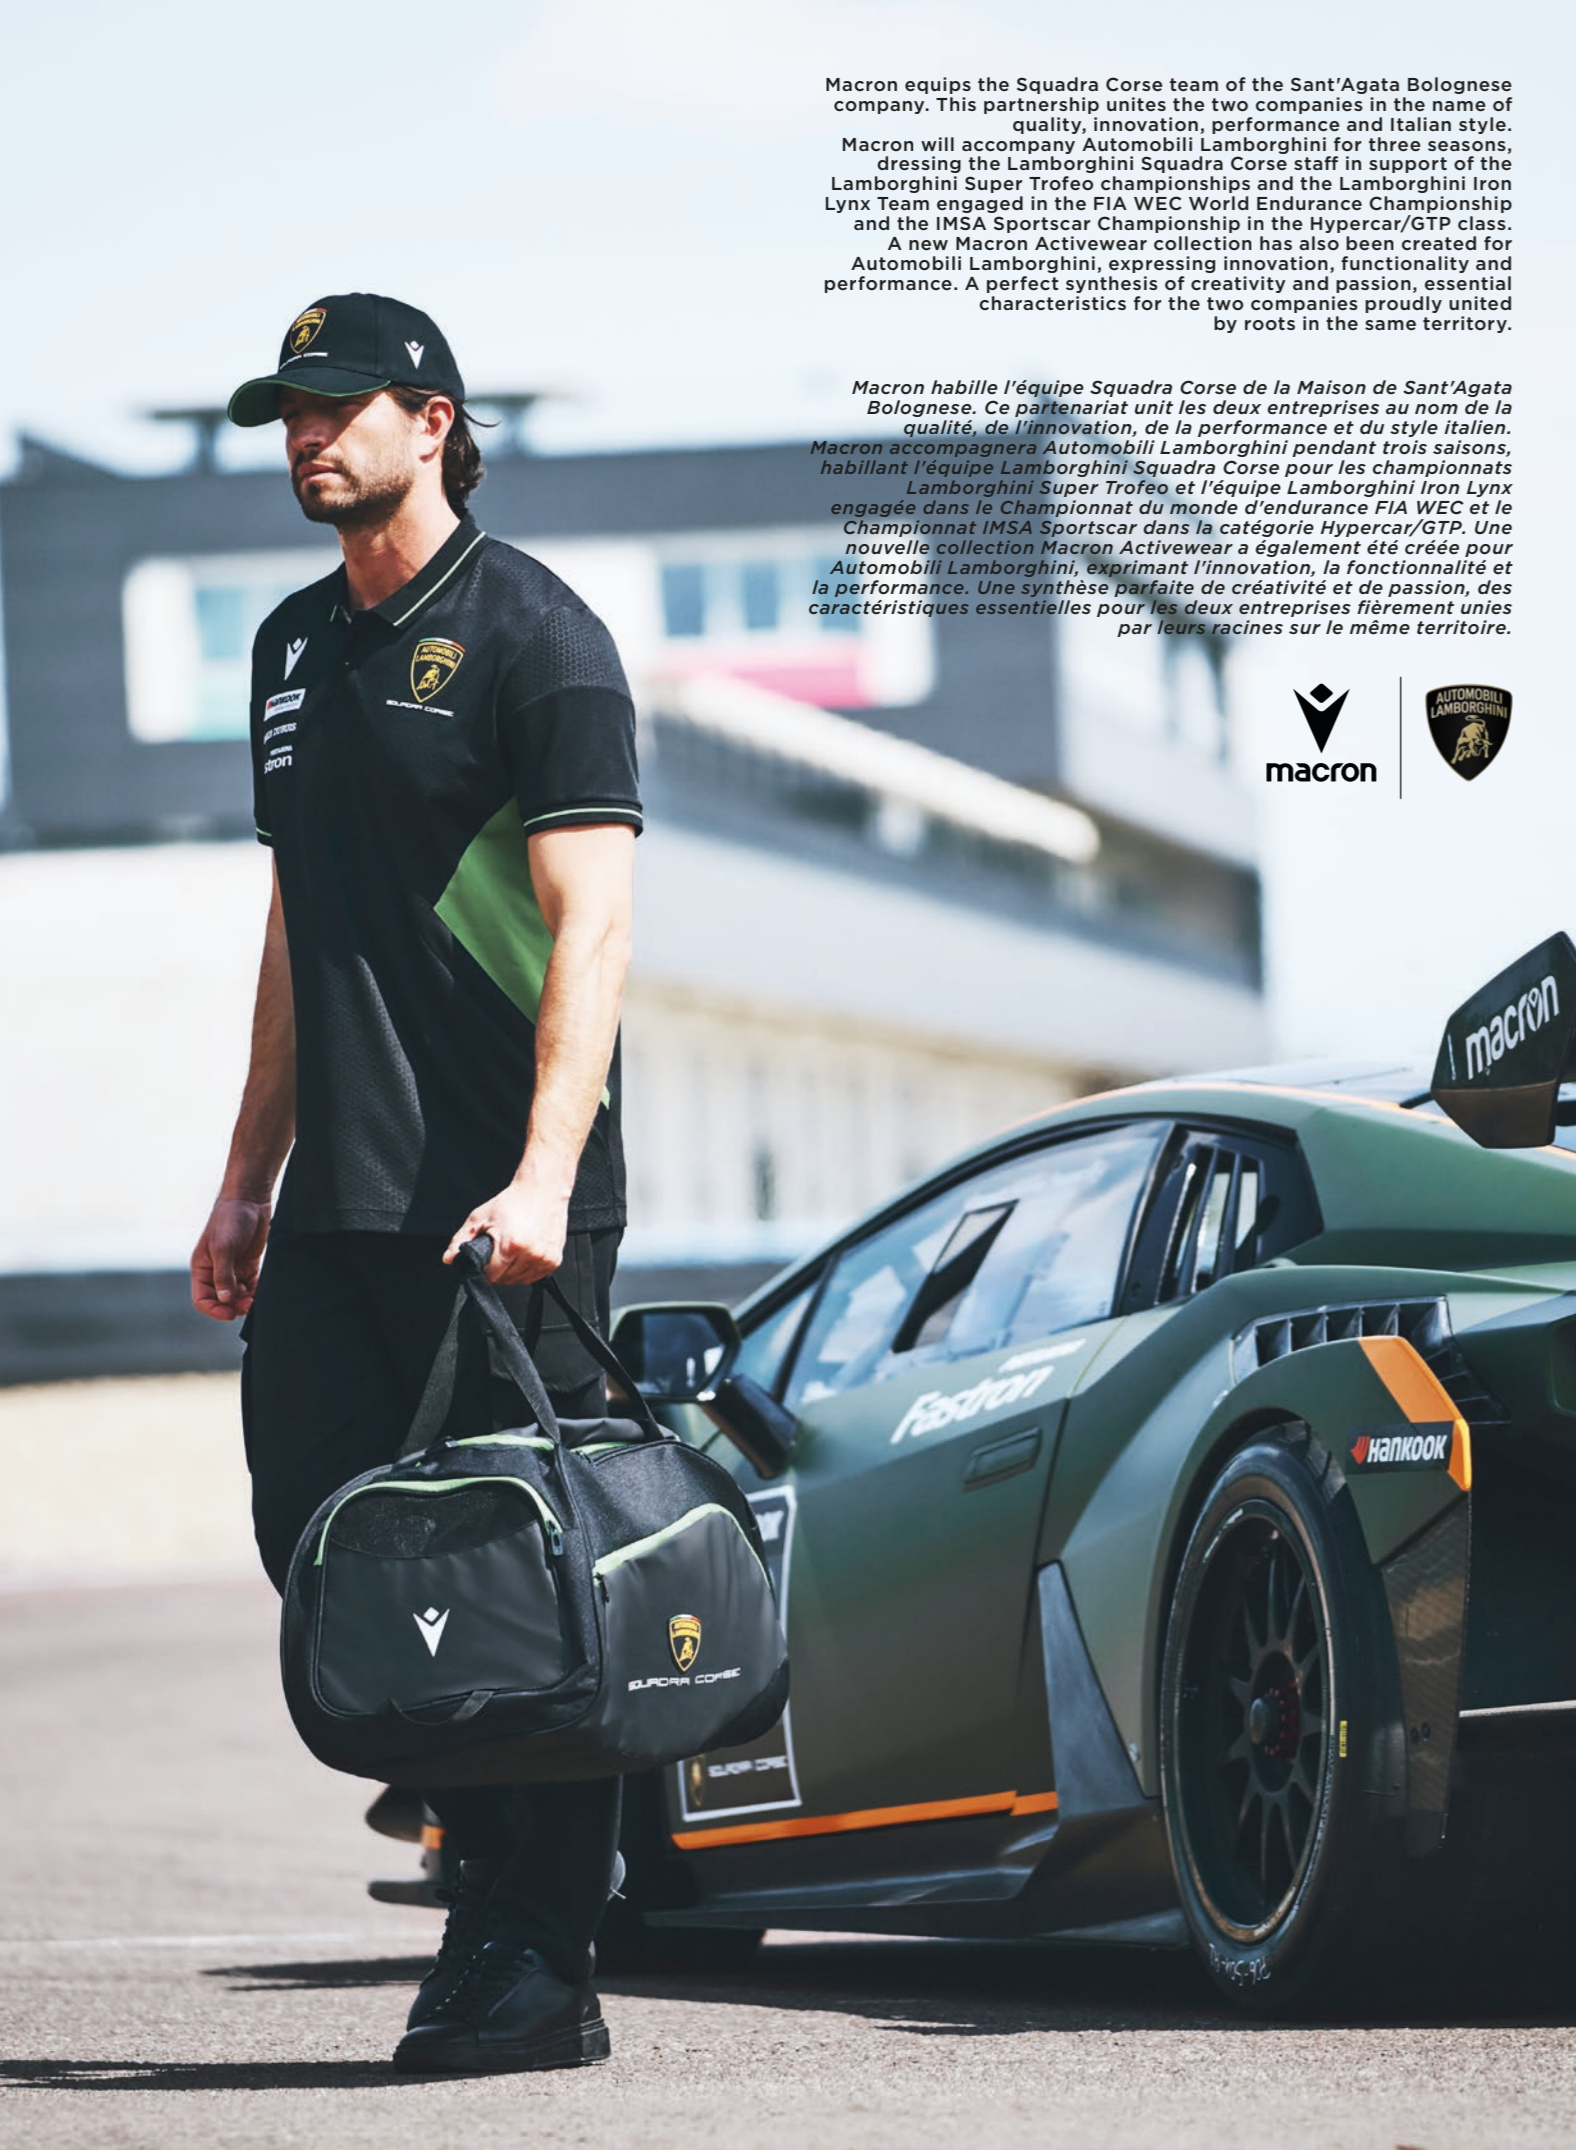 Macron equips the Squadra Corse team of the Sant'Agata Bolognese
company. This partnership unites the two companies in the name of
quality, innovation, performance and Italian style.
Macron will accompany Automobili Lamborghini for three seasons,
dressing the Lamborghini Squadra Corse staff in support of the
Lamborghini Super Trofeo championships and the Lamborghini Iron
Lynx Team engaged in the FIA WEC World Endurance Championship
and the IMSA Sportscar Championship in the Hypercar/GTP class.
A new Macron Activewear collection has also been created for
Automobili Lamborghini, expressing innovation, functionality and
performance. A perfect synthesis of creativity and passion, essential
characteristics for the two companies proudly united
by roots in the same territory.
Macron habille l'équipe Squadra Corse de la Maison de Sant'Agata
Bolognese. Ce partenariat unit les deux entreprises au nom de la
qualité, de l'innovation, de la performance et du style italien.
Macron accompagnera Automobili Lamborghini pendant trois saisons,
habillant l'équipe Lamborghini Squadra Corse pour les championnats
Lamborghini Super Trofeo et l'équipe Lamborghini Iron Lynx
engagée dans le Championnat du monde d'endurance FIA WEC et le
Championnat IMSA Sportscar dans la catégorie Hypercar/GTP. Une
nouvelle collection Macron Activewear a également été créée pour
Automobili Lamborghini, exprimant l'innovation, la fonctionnalité et
la performance. Une synthèse parfaite de créativité et de passion, des
caractéristiques essentielles pour les deux entreprises fièrement unies
par leurs racines sur le même territoire.
macron
AUTOMOBILI
LAMBORGHINI
AUTOMOBILI
LAMBORGHINI
SQUADRA CORSE
HANKOOK
stron
macron
Fastron
HANKOOK
AUTOMOBILI
LAMBORGHINI
SQUADRA CORSE
SQUADRA CORSE